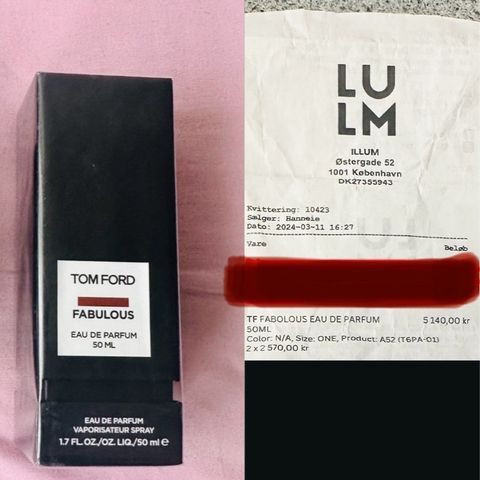 TOM FORD
FABULOUS
EAU DE PARFUM
50 ML
EAU DE PARFUM
VAPORISATEUR SPRAY
1.7 FL. OZ./OZ. LIQ./50 ml e
LU
LM
ILLUM
Østergade 52
1001 København
DK27355943
Kvittering: 10423
Sælger: Hanneie
Dato: 2024-03-11 16:27
Vare Beløb
TF FABOLOUS EAU DE PARFUM 5 140,00 kr
50ML
Color: N/A, Size: ONE, Product: A52 (T6PA-01)
2 x 2 570,00 kr